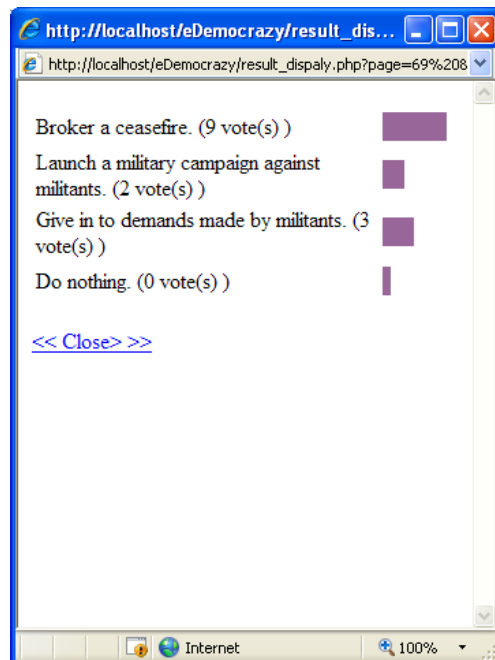 http://localhost/eDemocrazy/result_dis...
http://localhost/eDemocrazy/result_dispaly.php?page=69%208
Broker a ceasefire. (9 vote(s) )
Launch a military campaign against
militants. (2 vote(s) )
Give in to demands made by militants. (3
vote(s) )
Do nothing. (0 vote(s) )
<< Close> >>
Internet
100%